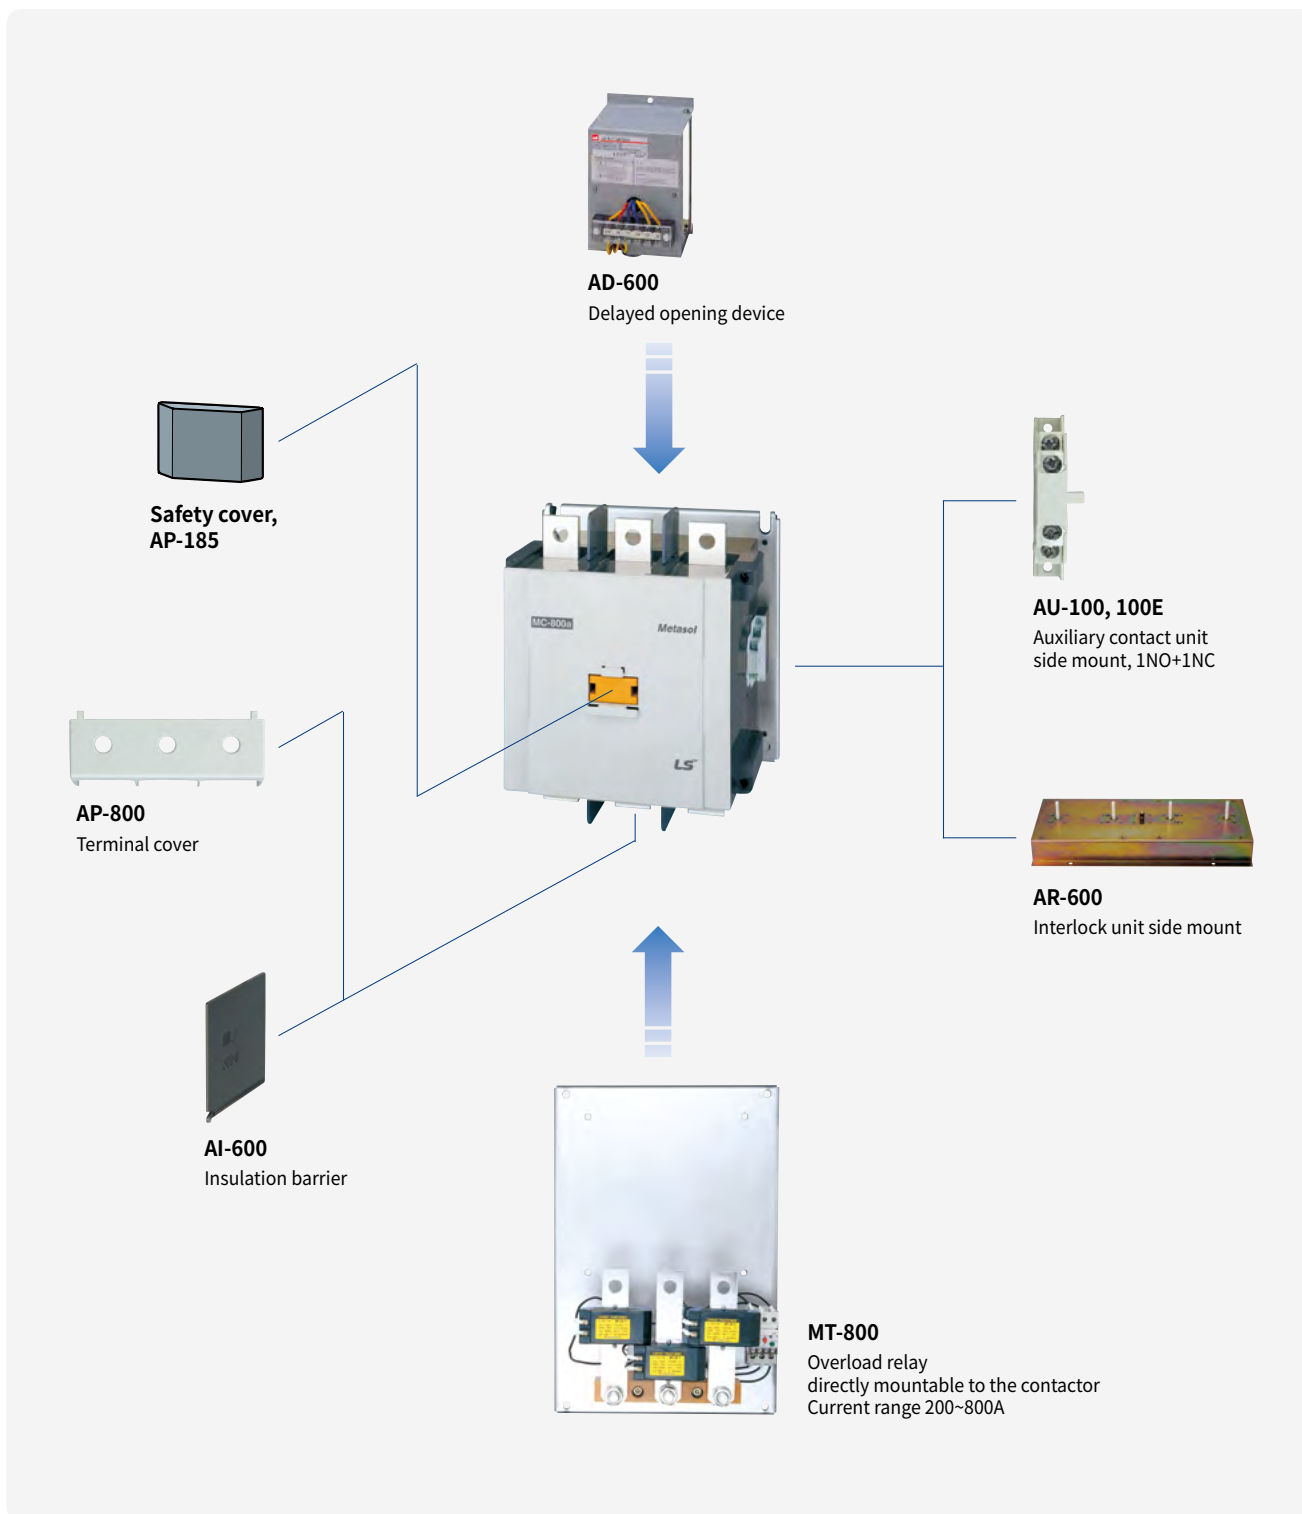 AD-600
Delayed opening device
Safety cover,
AP-185
AU-100, 100E
Auxiliary contact unit
side mount, 1NO+1NC
MC-800a
Metasol
LS
AP-800
Terminal cover
AR-600
Interlock unit side mount
AI-600
Insulation barrier
MT-800
Overload relay
directly mountable to the contactor
Current range 200~800A